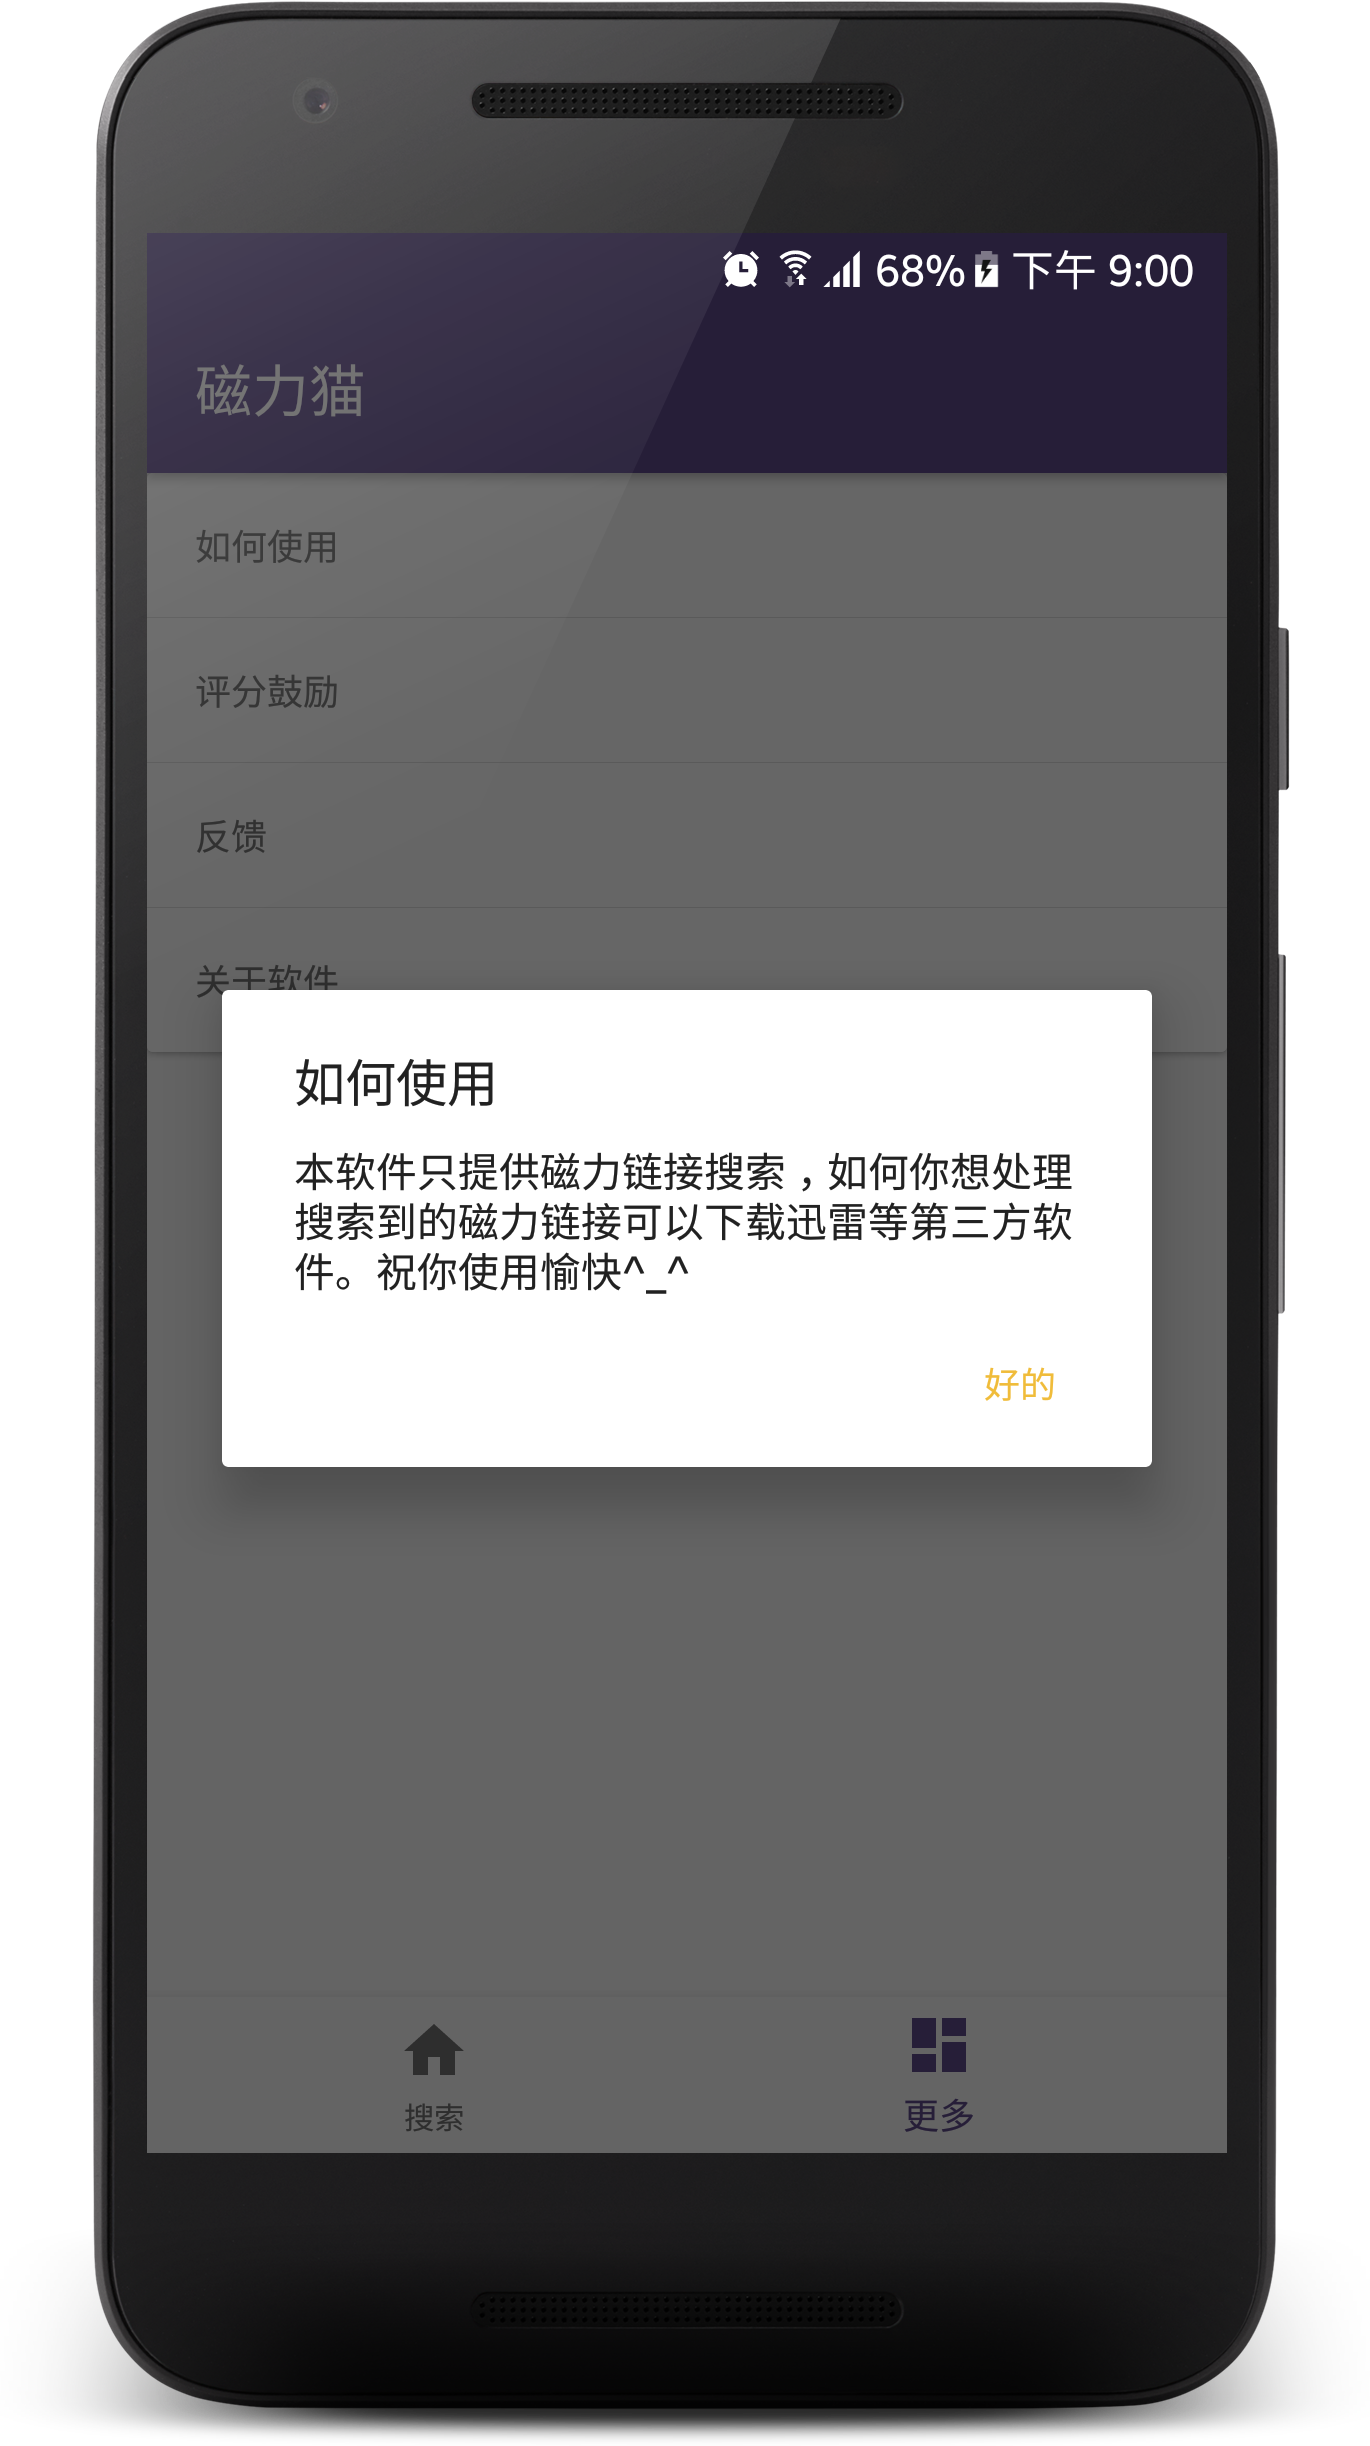 68% 下午 9:00
磁力猫
如何使用
评分鼓励
反馈
关于软件
如何使用
本软件只提供磁力链接搜索，如何你想处理
搜索到的磁力链接可以下载迅雷等第三方软
件。祝你使用愉快^_^
好的
搜索
更多